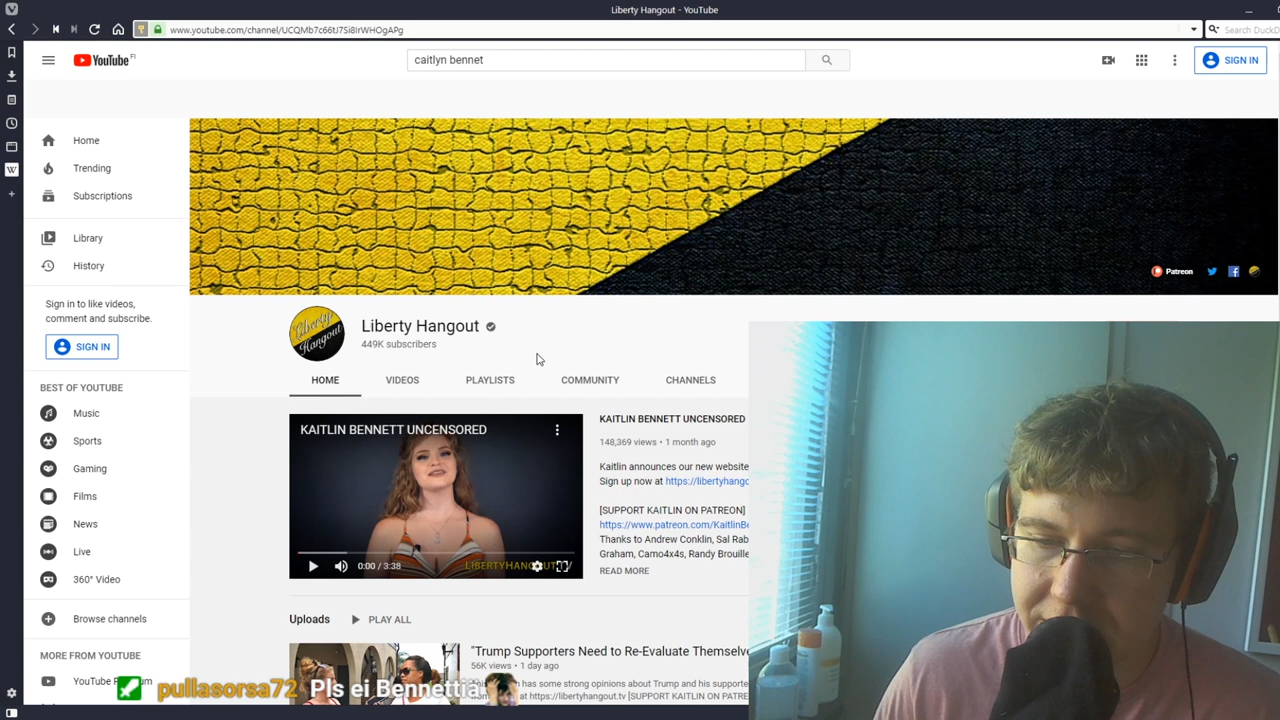 Liberty Hangout - YouTube
www.youtube.com/channel/UCQMb7c66tJ7Si8IrWHOgAPg
Search DuckD
YouTube FI
caitlyn bennet
SIGN IN
Home
Trending
Subscriptions
Library
History
Sign in to like videos,
comment and subscribe.
SIGN IN
BEST OF YOUTUBE
Music
Sports
Gaming
Films
News
Live
360° Video
Browse channels
MORE FROM YOUTUBE
Patreon
Liberty Hangout
Liberty Hangout
449K subscribers
HOME
VIDEOS
PLAYLISTS
COMMUNITY
CHANNELS
KAITLIN BENNETT UNCENSORED
0:00 / 3:38
KAITLIN BENNETT UNCENSORED
148,369 views • 1 month ago
Kaitlin announces our new website
Sign up now at https://libertyhango
[SUPPORT KAITLIN ON PATREON]
https://www.patreon.com/KaitlinBe
Thanks to Andrew Conklin, Sal Rab
Graham, Camo4x4s, Randy Brouille
READ MORE
Uploads
PLAY ALL
"Trump Supporters Need to Re-Evaluate Themselve
56K views • 1 day ago
has some strong opinions about Trump and his supporte
at https://libertyhangout.tv [SUPPORT KAITLIN ON PATRE
pullasorsa72 Pls ei Bennettiä